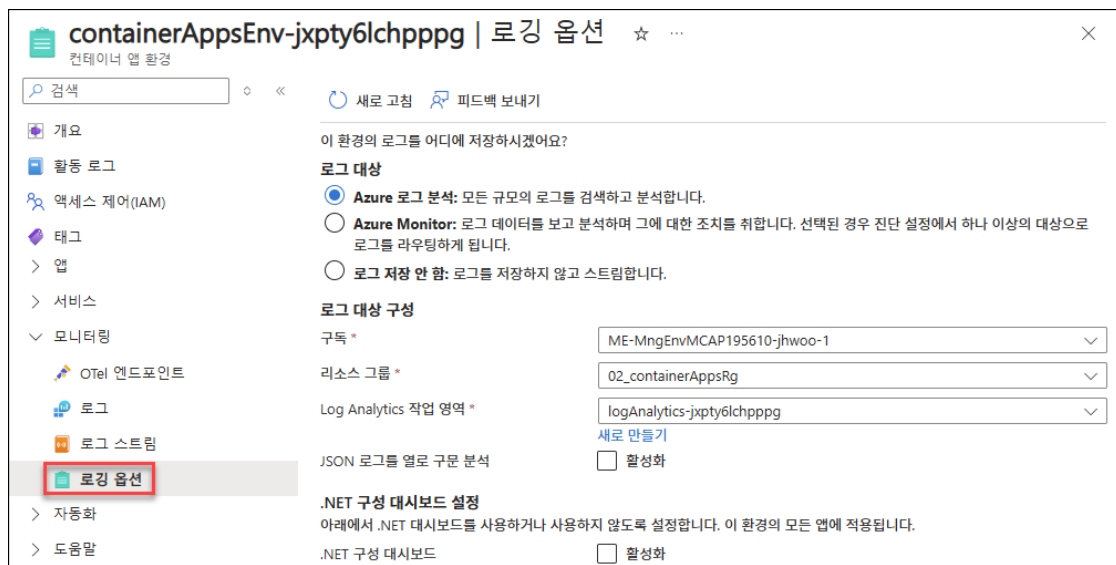 containerAppsEnv-jxpty6lchpppg | 로깅 옵션 ☆ ···
컨테이너 앱 환경
검색
개요
활동 로그
액세스 제어(IAM)
태그
앱
서비스
모니터링
OTel 엔드포인트
로그
로그 스트림
로깅 옵션
자동화
도움말
새로 고침 피드백 보내기
이 환경의 로그를 어디에 저장하시겠어요?
로그 대상
Azure 로그 분석: 모든 규모의 로그를 검색하고 분석합니다.
Azure Monitor: 로그 데이터를 보고 분석하며 그에 대한 조치를 취합니다. 선택된 경우 진단 설정에서 하나 이상의 대상으로
로그를 라우팅하게 됩니다.
로그 저장 안 함: 로그를 저장하지 않고 스트림합니다.
로그 대상 구성
구독 * ME-MngEnvMCAP195610-jhwoo-1
리소스 그룹 * 02_containerAppsRg
Log Analytics 작업 영역 * logAnalytics-jxpty6lchpppg
새로 만들기
JSON 로그를 열로 구문 분석 활성화
.NET 구성 대시보드 설정
아래에서 .NET 대시보드를 사용하거나 사용하지 않도록 설정합니다. 이 환경의 모든 앱에 적용됩니다.
.NET 구성 대시보드 활성화